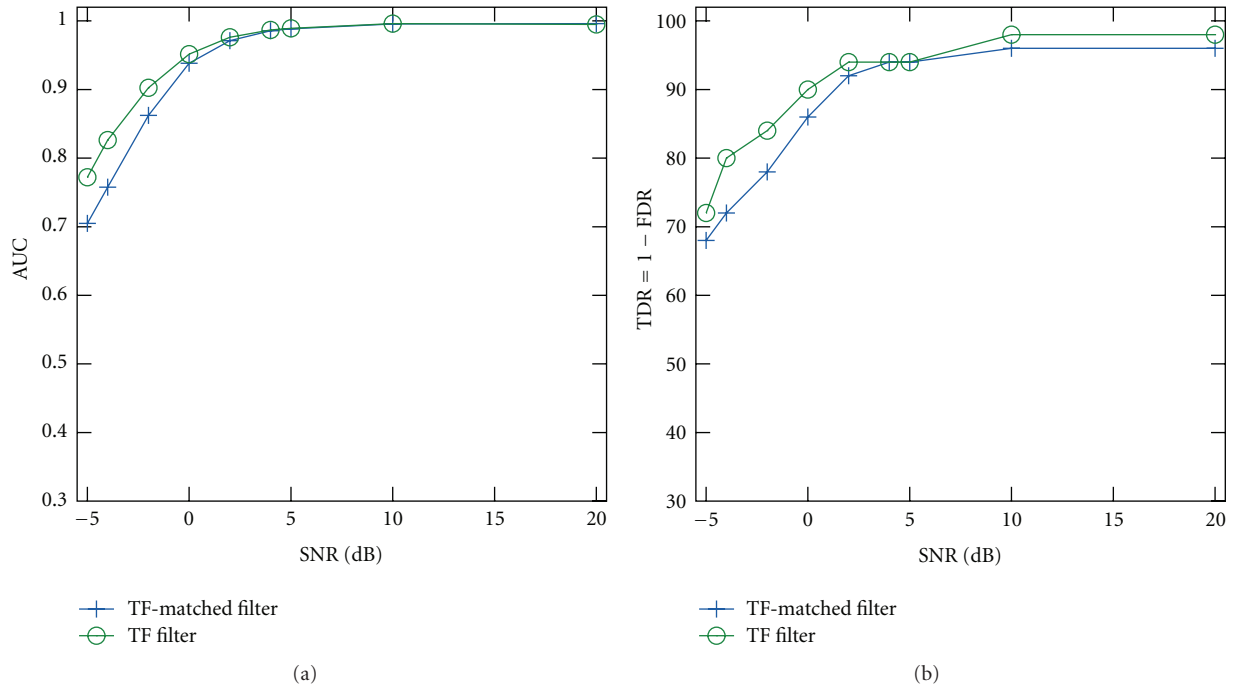 1
0.9
0.8
0.7
0.6
0.5
0.4
0.3
AUC
−5
0
5
10
15
20
SNR (dB)
TF-matched filter
TF filter
(a)
100
90
80
70
60
50
40
30
TDR = 1 − FDR
−5
0
5
10
15
20
SNR (dB)
TF-matched filter
TF filter
(b)